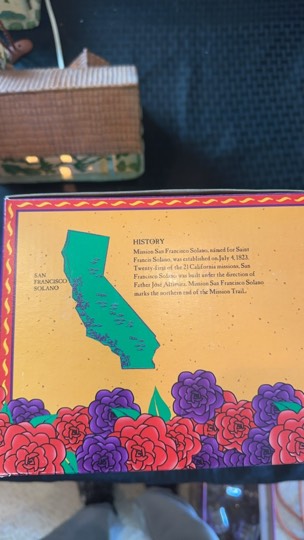 HISTORY
Mission San Francisco Solano, named for Saint
Francis Solano, was established on July 4, 1823.
Twenty-first of the 21 California missions, San
Francisco Solano was built under the direction of
Father José Altimira. Mission San Francisco Solano
marks the northern end of the Mission Trail.
SAN
FRANCISCO
SOLANO